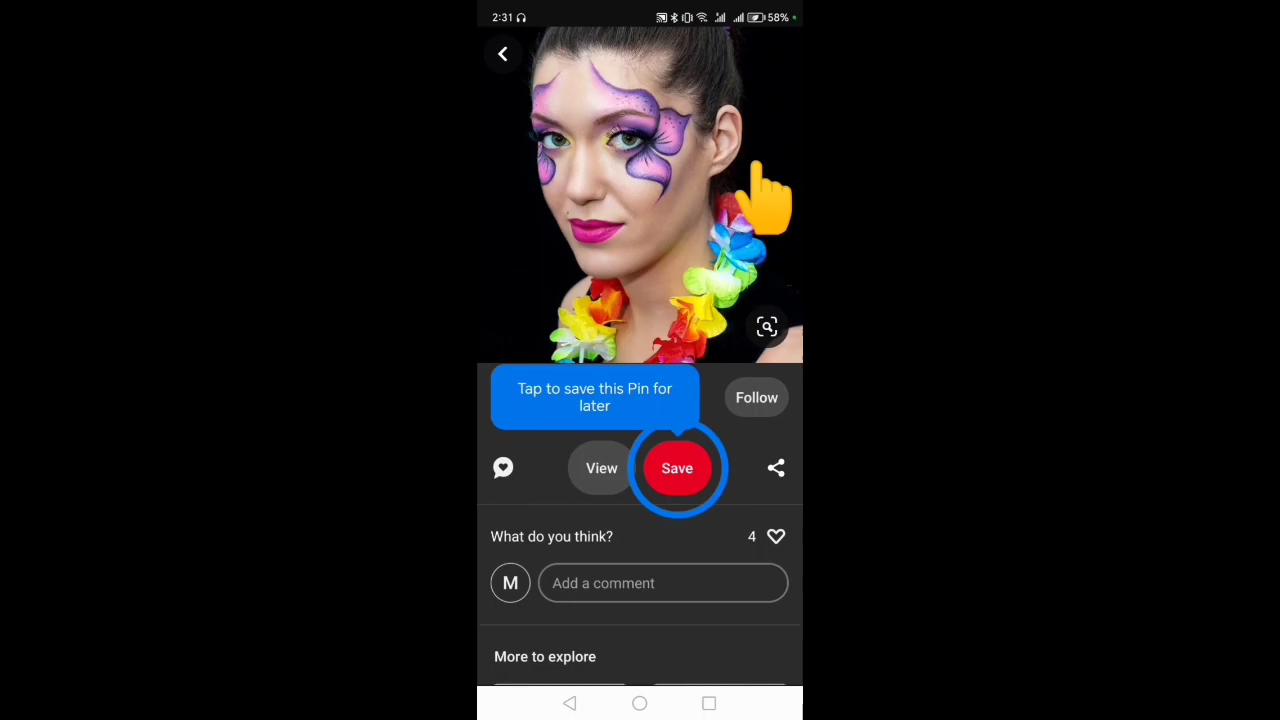 2:31
58%
Tap to save this Pin for
later
Follow
View
Save
What do you think?
4
M
Add a comment
More to explore